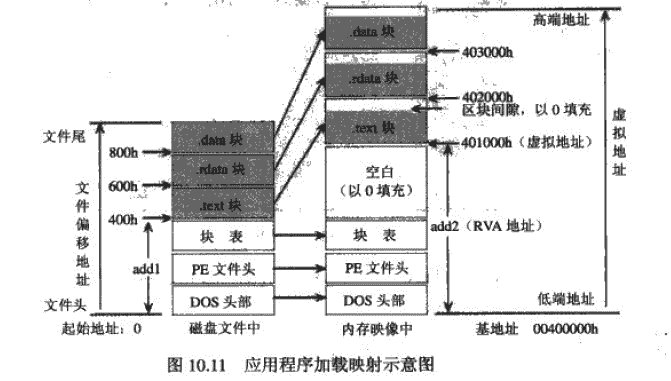 高端地址
.data 块
403000h
.rdata 块
402000h
区块间隙，以 0 填充
.text 块
401000h（虚拟地址）
虚拟地址
文件尾
.data 块
800h
.rdata 块
600h
.text 块
400h
文件偏移地址
空白
（以 0 填充）
add1
add2（RVA 地址）
块 表
块 表
PE 文件头
PE 文件头
文件头
DOS 头部
DOS 头部
低端地址
起始地址：0
磁盘文件中
内存映像中
基地址 00400000h
图 10.11 应用程序加载映射示意图